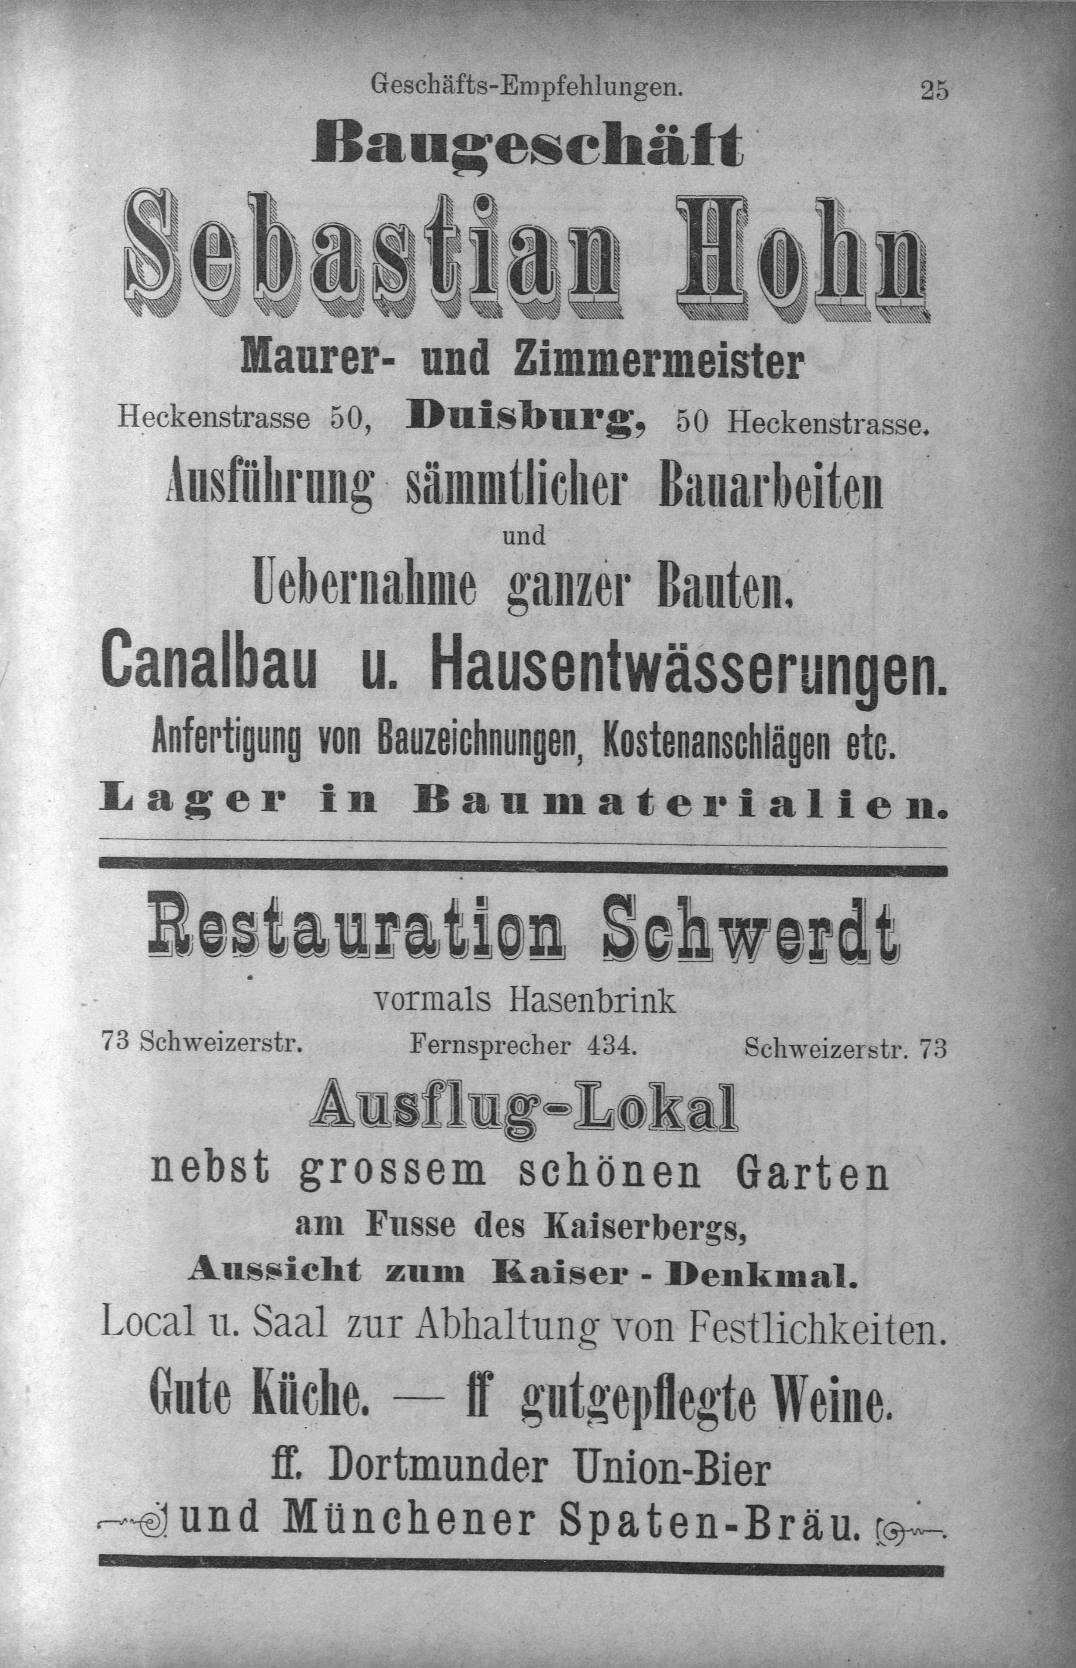 Geschäfts-Empfehlungen. 25
Baugeschäft
Sebastian Hohn
Maurer- und Zimmermeister
Heckenstrasse 50, Duisburg, 50 Heckenstrasse.
Ausführung sämmtlicher Bauarbeiten
und
Uebernahme ganzer Bauten.
Canalbau u. Hausentwässerungen.
Anfertigung von Bauzeichnungen, Kostenanschlägen etc.
Lager in Baumaterialien.
Restauration Schwerdt
vormals Hasenbrink
73 Schweizerstr. Fernsprecher 434. Schweizerstr. 73
Ausflug-Lokal
nebst grossem schönen Garten
am Fusse des Kaiserbergs,
Aussicht zum Kaiser-Denkmal.
Local u. Saal zur Abhaltung von Festlichkeiten.
Gute Küche. — ff gutgepflegte Weine.
ff. Dortmunder Union-Bier
und Münchener Spaten-Bräu.